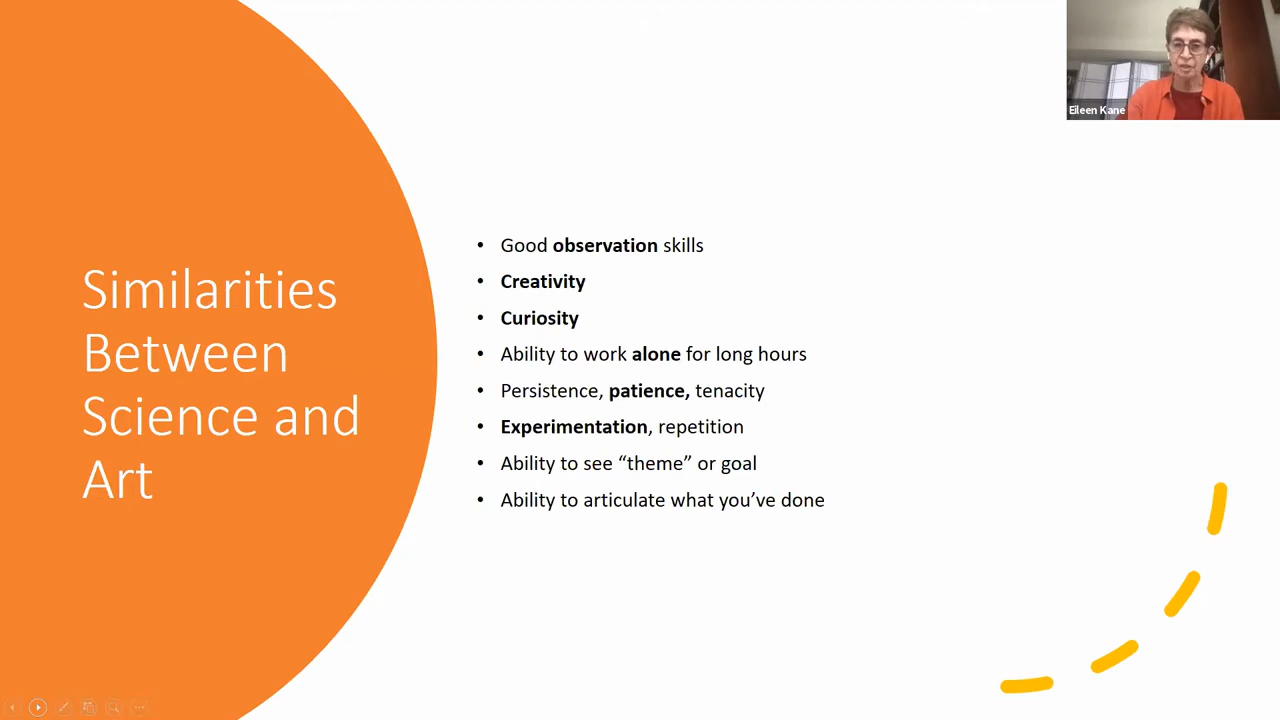 Eileen Kane
Similarities
Between
Science and
Art
• Good observation skills
• Creativity
• Curiosity
• Ability to work alone for long hours
• Persistence, patience, tenacity
• Experimentation, repetition
• Ability to see “theme” or goal
• Ability to articulate what you’ve done